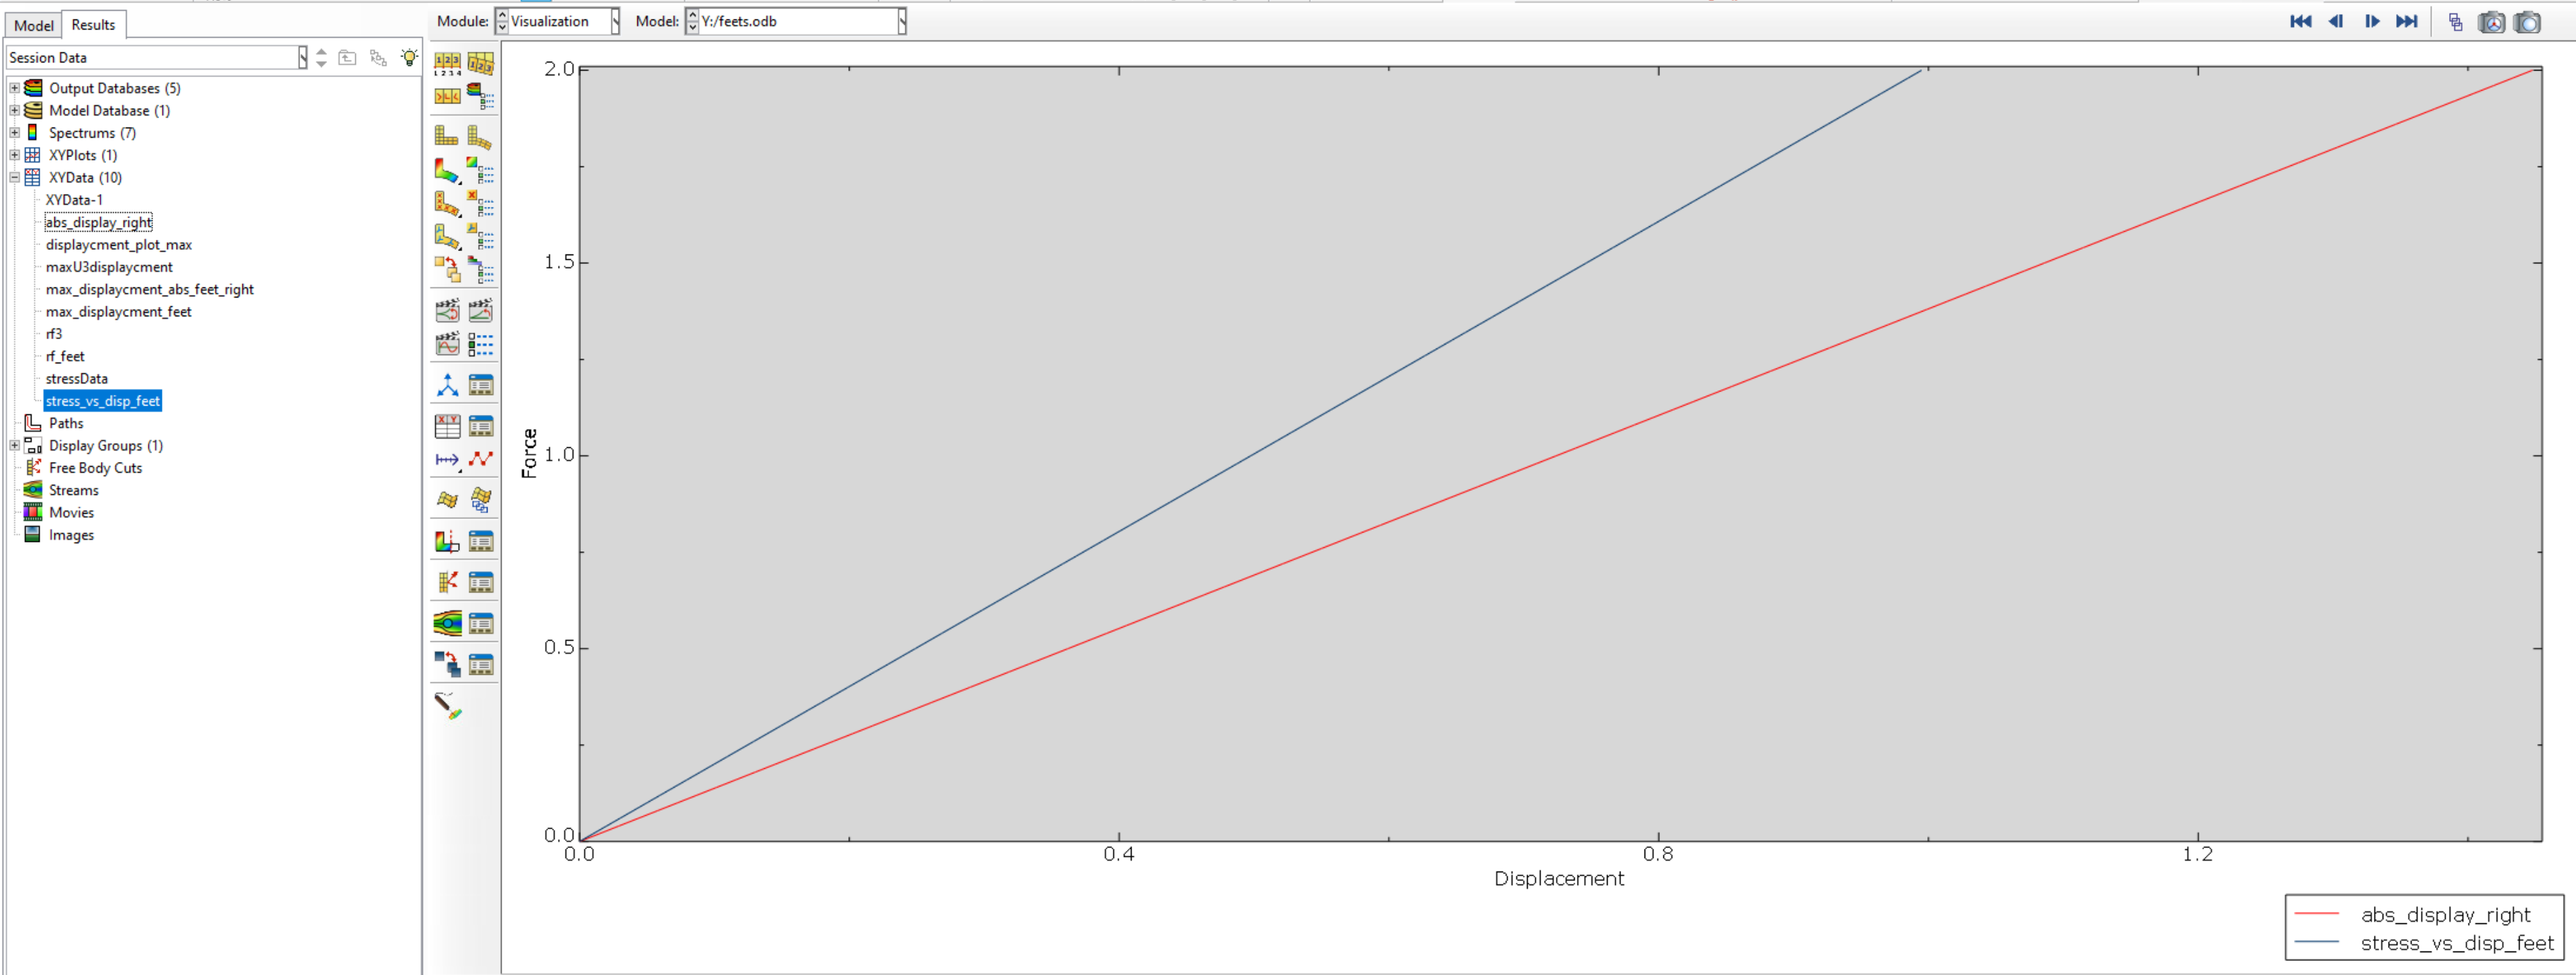 Model Results
Module: Visualization Model: Y:/feets.odb
Session Data
Output Databases (5)
Model Database (1)
Spectrums (7)
XYPlots (1)
XYData (10)
XYData-1
abs_display_right
displaycment_plot_max
maxU3displaycment
max_displaycment_abs_feet_right
max_displaycment_feet
rf3
rf_feet
stressData
stress_vs_disp_feet
Paths
Display Groups (1)
Free Body Cuts
Streams
Movies
Images
2.0
1.5
1.0
0.5
0.0
Force
0.0 0.4 0.8 1.2
Displacement
abs_display_right
stress_vs_disp_feet